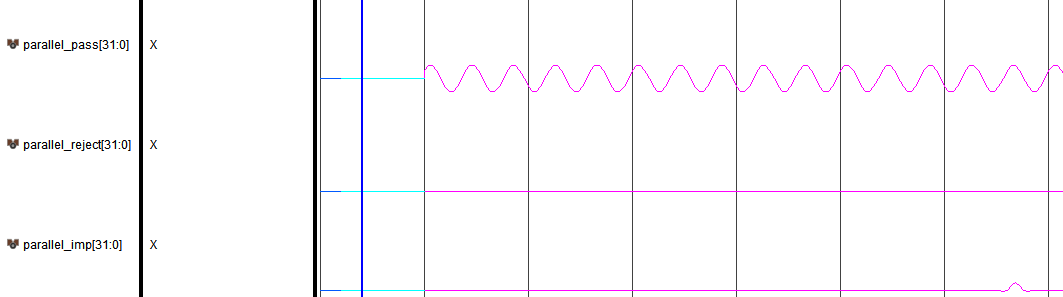 parallel_pass[31:0] X
parallel_reject[31:0] X
parallel_imp[31:0] X